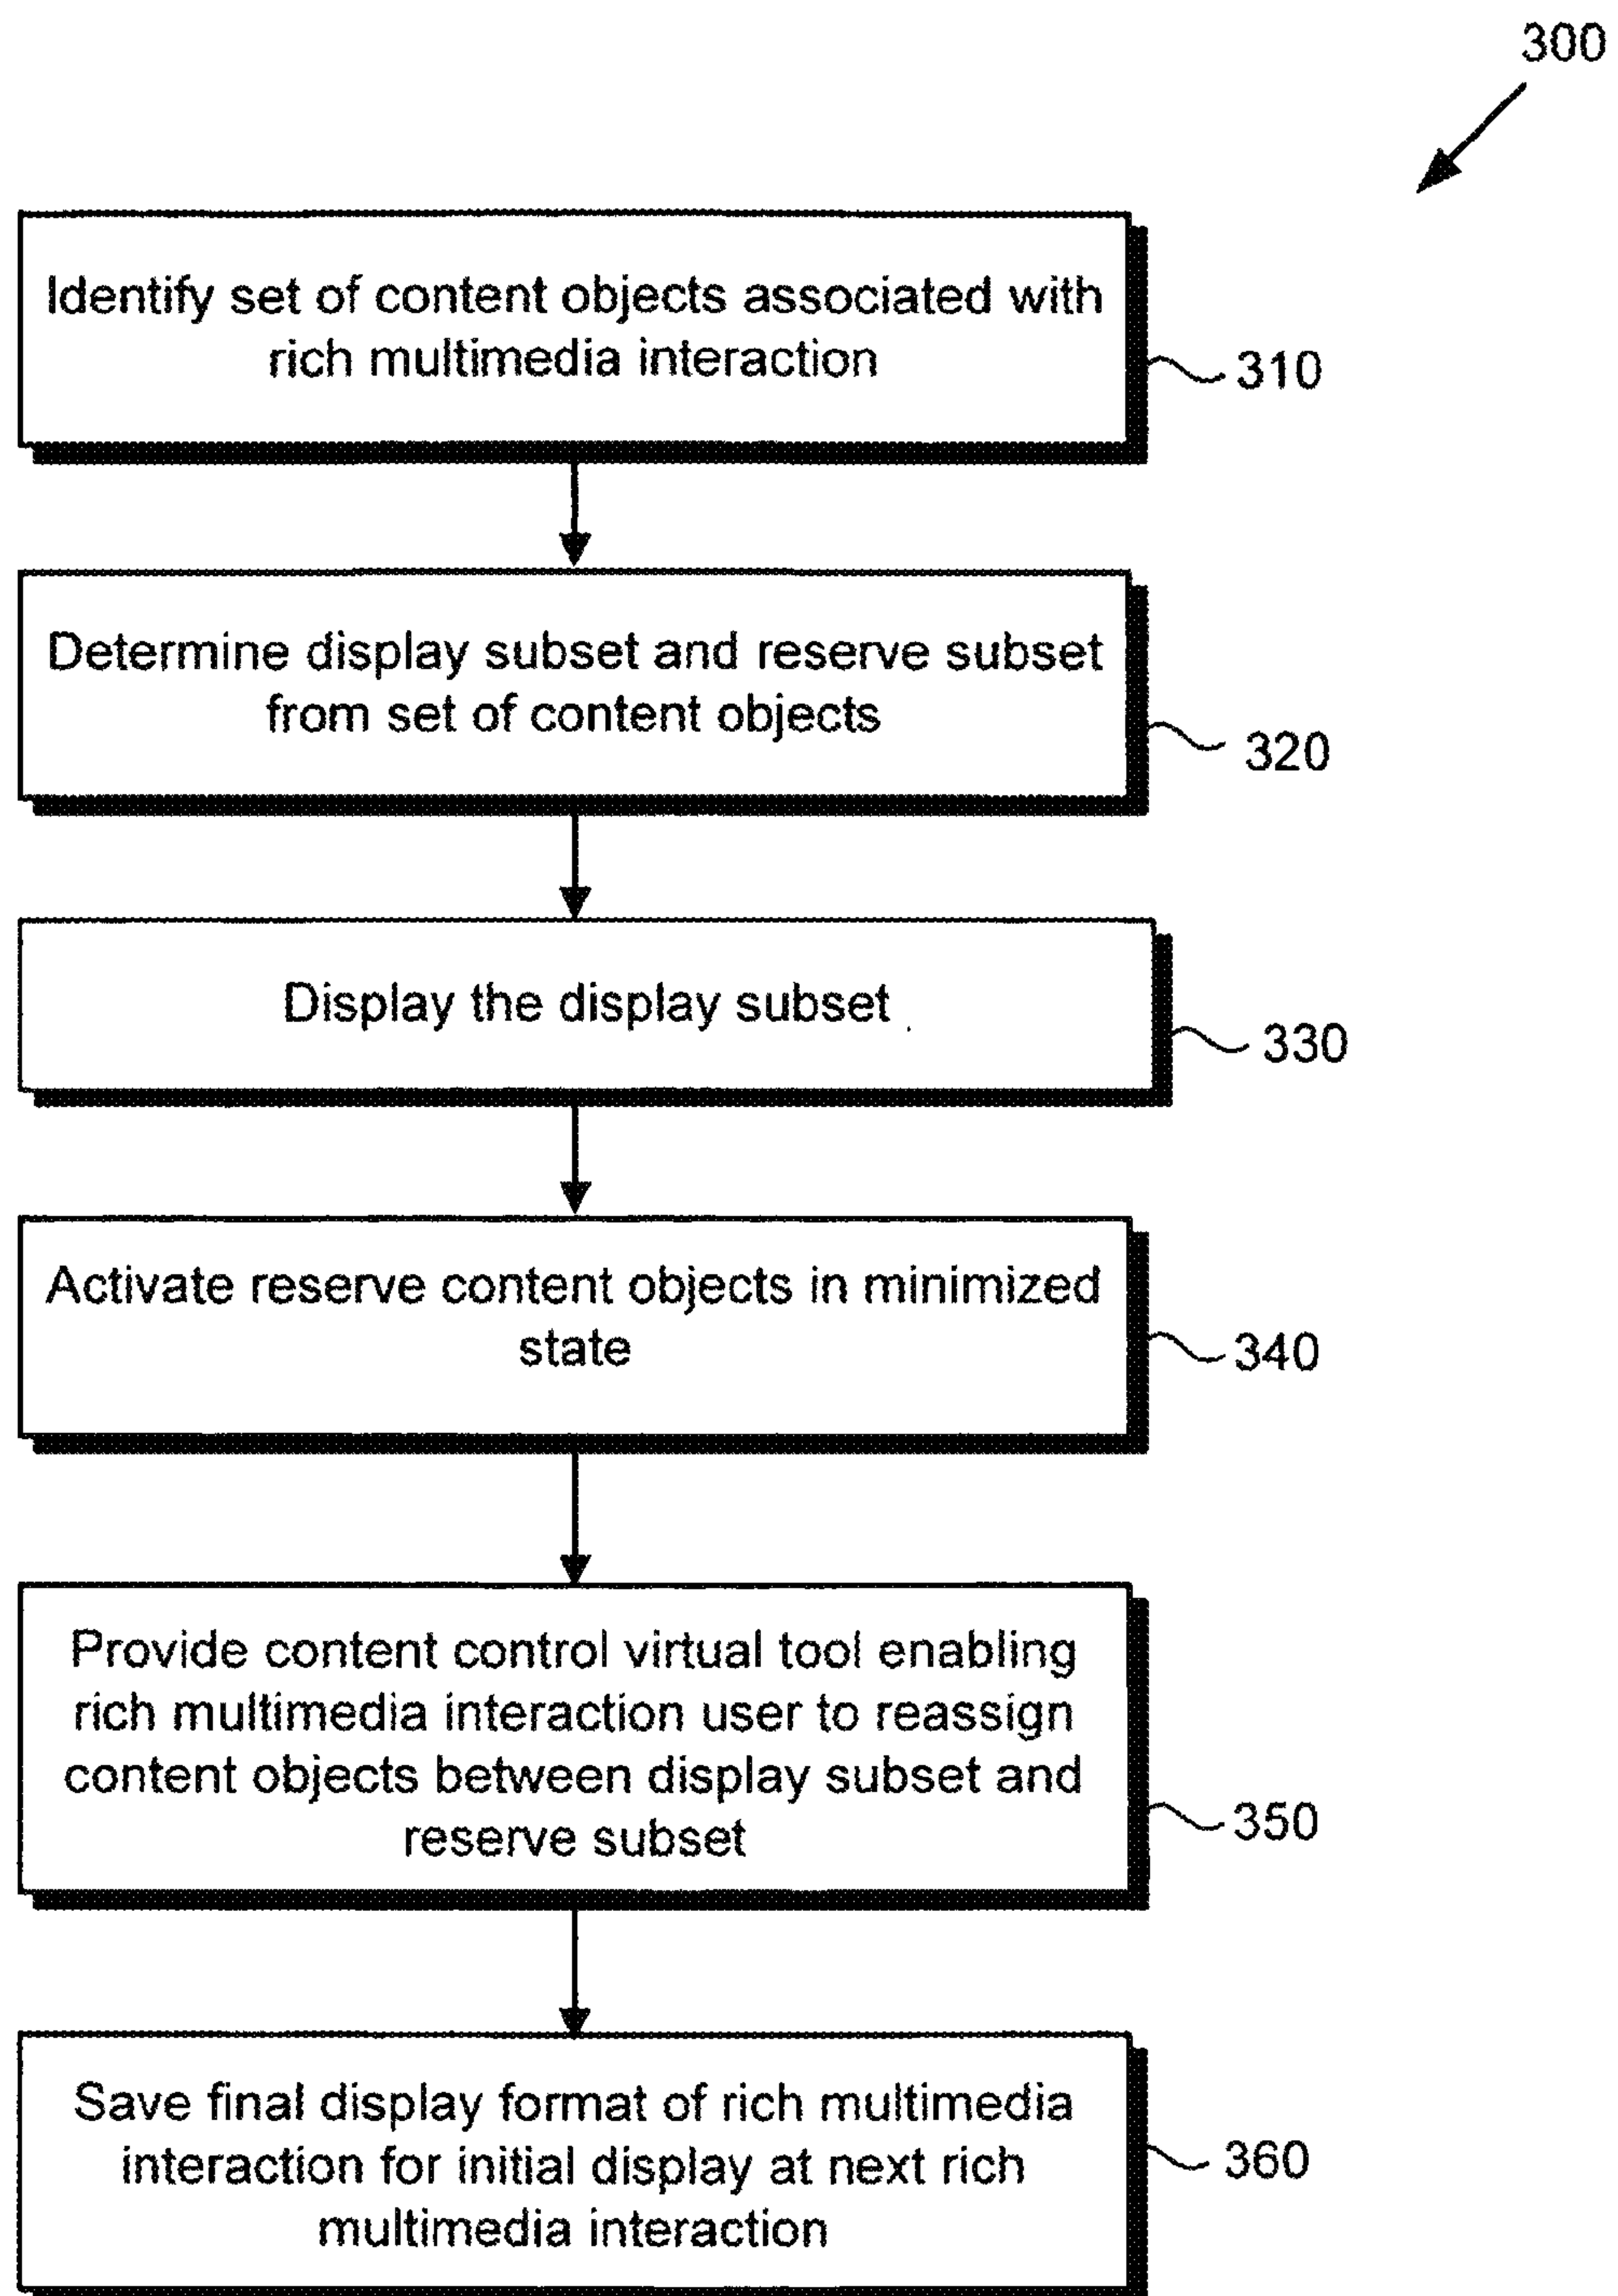 300
Identify set of content objects associated with
rich multimedia interaction
310
Determine display subset and reserve subset
from set of content objects
320
Display the display subset
330
Activate reserve content objects in minimized
state
340
Provide content control virtual tool enabling
rich multimedia interaction user to reassign
content objects between display subset and
reserve subset
350
Save final display format of rich multimedia
interaction for initial display at next rich
multimedia interaction
360